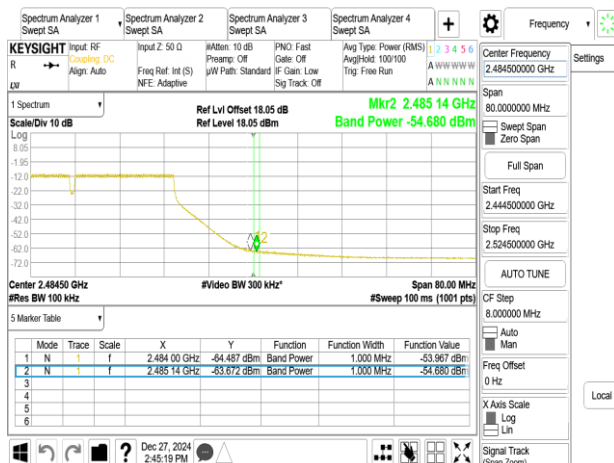 Spectrum Analyzer 1
Swept SA
Spectrum Analyzer 2
Swept SA
Spectrum Analyzer 3
Swept SA
Spectrum Analyzer 4
Swept SA
+
Frequency
KEYSIGHT
R
Input: RF
Coupling: DC
Align: Auto
Input Z: 50 Ω
Freq Ref: Int (S)
NFE: Adaptive
#Atten: 10 dB
Preamp: Off
µW Path: Standard
PNO: Fast
Gate: Off
IF Gain: Low
Sig Track: Off
Avg Type: Power (RMS)
Avg|Hold: 100/100
Trig: Free Run
1 2 3 4 5 6
A W W W W W
A N N N N N
1 Spectrum
Scale/Div 10 dB
Ref Lvl Offset 18.05 dB
Ref Level 18.05 dBm
Mkr2 2.485 14 GHz
Band Power -54.680 dBm
Log
8.05
-1.95
-12.0
-22.0
-32.0
-42.0
-52.0
-62.0
-72.0
2
Center 2.48450 GHz
#Res BW 100 kHz
#Video BW 300 kHz*
Span 80.00 MHz
#Sweep 100 ms (1001 pts)
5 Marker Table
Mode Trace Scale X Y Function Function Width Function Value
1 N 1 f 2.484 00 GHz -64.487 dBm Band Power 1.000 MHz -53.967 dBm
2 N 1 f 2.485 14 GHz -63.672 dBm Band Power 1.000 MHz -54.680 dBm
3
4
5
6
?
Dec 27, 2024
2:45:19 PM
Center Frequency
2.484500000 GHz
Span
80.0000000 MHz
Swept Span
Zero Span
Full Span
Start Freq
2.444500000 GHz
Stop Freq
2.524500000 GHz
AUTO TUNE
CF Step
8.000000 MHz
Auto
Man
Freq Offset
0 Hz
X Axis Scale
Log
Lin
Signal Track
(Span Zoom)
Settings
Local